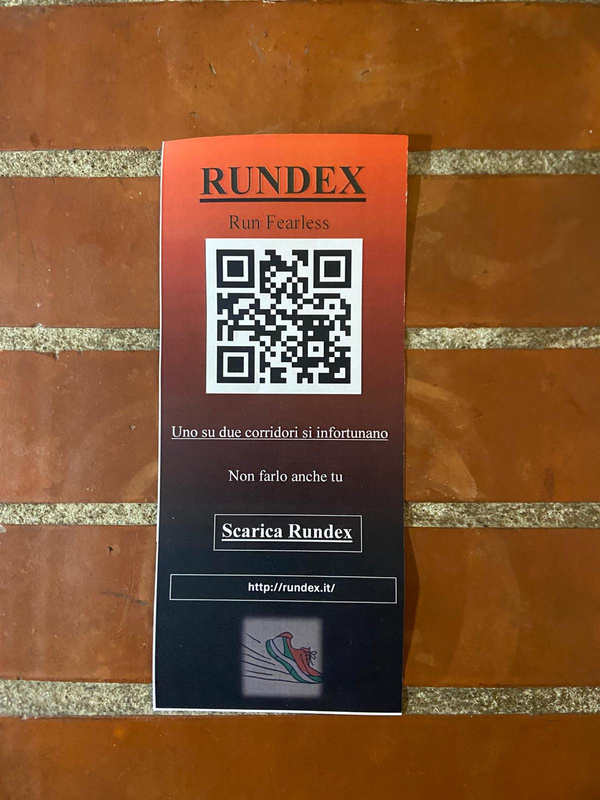 RUNDEX
Run Fearless
Uno su due corridori si infortunano
Non farlo anche tu
Scarica Rundex
http://rundex.it/